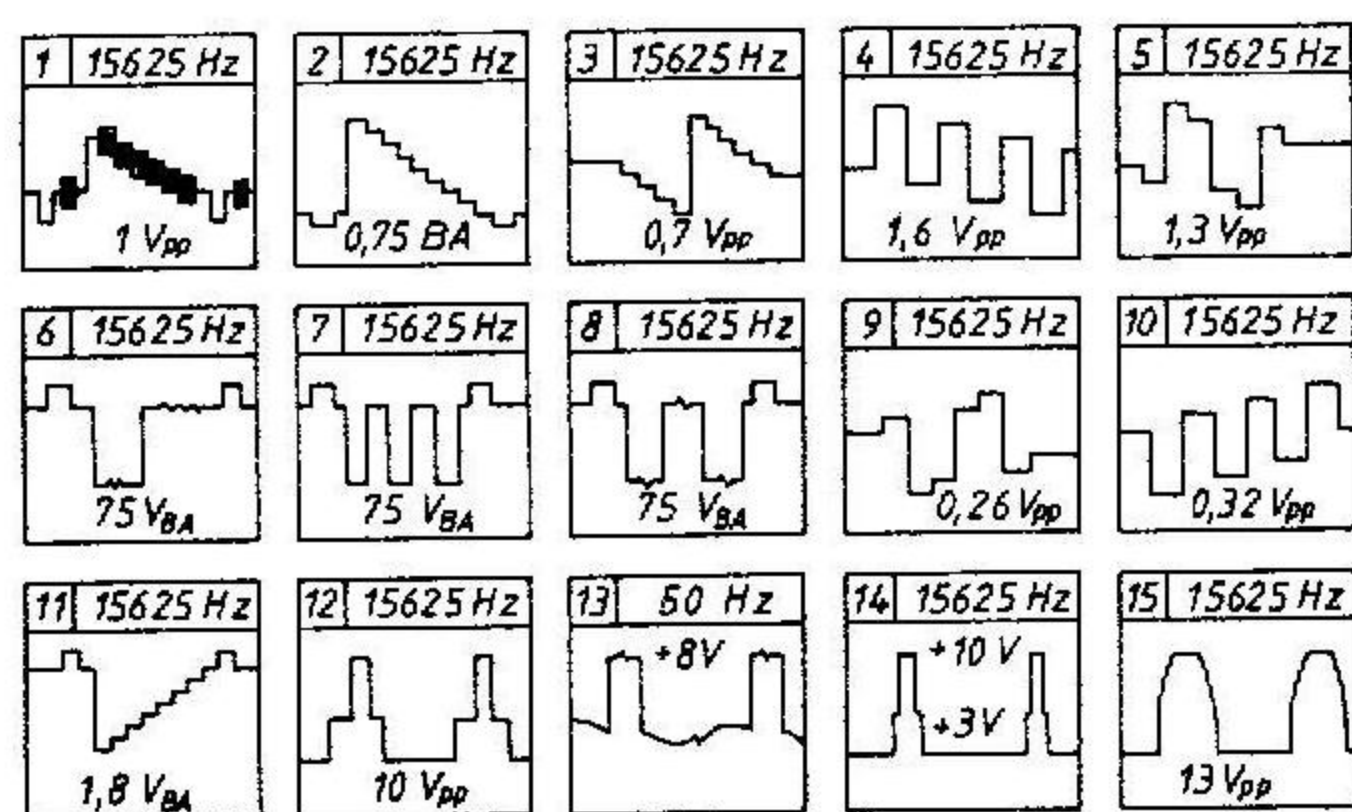 1 15625 Hz
1 Vpp
2 15625 Hz
0,75 BA
3 15625 Hz
0,7 Vpp
4 15625 Hz
1,6 Vpp
5 15625 Hz
1,3 Vpp
6 15625 Hz
75 VBA
7 15625 Hz
75 VBA
8 15625 Hz
75 VBA
9 15625 Hz
0,26 Vpp
10 15625 Hz
0,32 Vpp
11 15625 Hz
1,8 VBA
12 15625 Hz
10 Vpp
13 50 Hz
+8V
14 15625 Hz
+10 V
+3V
15 15625 Hz
13 Vpp